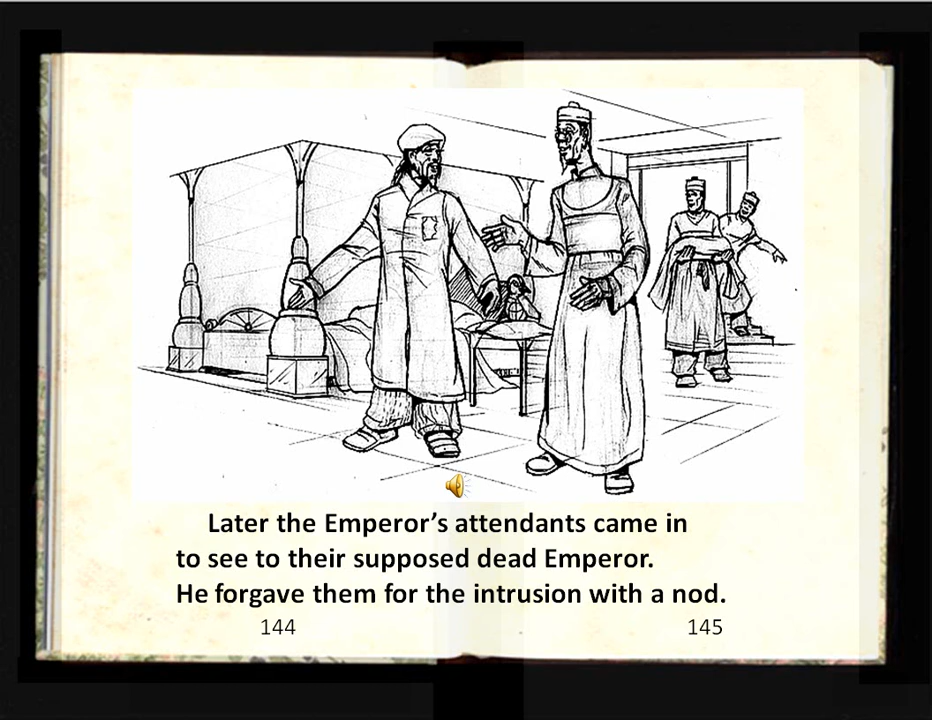 Later the Emperor’s attendants came in
to see to their supposed dead Emperor.
He forgave them for the intrusion with a nod.
144 145